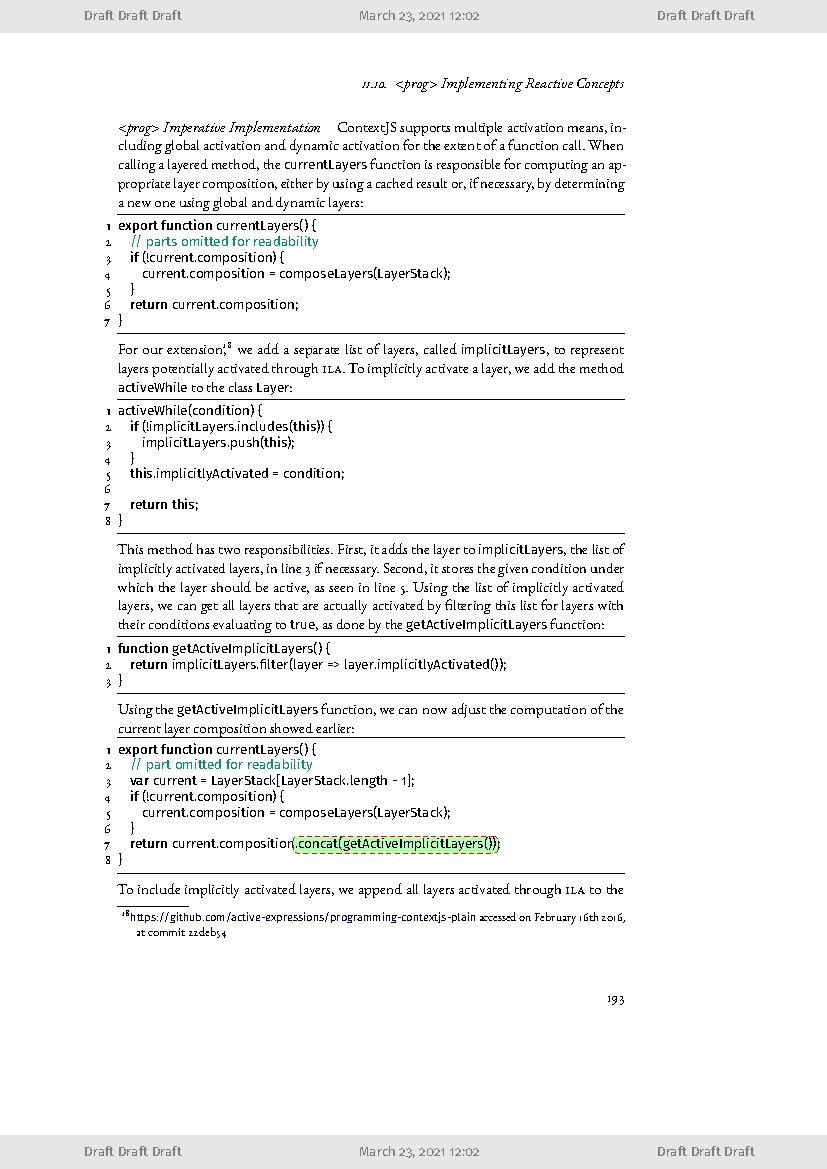 Draft Draft Draft March 23, 2021 12:02 Draft Draft Draft
11.10. <prog> Implementing Reactive Concepts
<prog> Imperative Implementation ContextJS supports multiple activation means, in-
cluding global activation and dynamic activation for the extent of a function call. When
calling a layered method, the currentLayers function is responsible for computing an ap-
propriate layer composition, either by using a cached result or, if necessary, by determining
a new one using global and dynamic layers:
1 export function currentLayers() {
2 // parts omitted for readability
3 if (!current.composition) {
4 current.composition = composeLayers(LayerStack);
5 }
6 return current.composition;
7 }
For our extension,18 we add a separate list of layers, called implicitLayers, to represent
layers potentially activated through ILA. To implicitly activate a layer, we add the method
activeWhile to the class Layer:
1 activeWhile(condition) {
2 if (!implicitLayers.includes(this)) {
3 implicitLayers.push(this);
4 }
5 this.implicitlyActivated = condition;
6
7 return this;
8 }
This method has two responsibilities. First, it adds the layer to implicitLayers, the list of
implicitly activated layers, in line 3 if necessary. Second, it stores the given condition under
which the layer should be active, as seen in line 5. Using the list of implicitly activated
layers, we can get all layers that are actually activated by filtering this list for layers with
their conditions evaluating to true, as done by the getActiveImplicitLayers function:
1 function getActiveImplicitLayers() {
2 return implicitLayers.filter(layer => layer.implicitlyActivated());
3 }
Using the getActiveImplicitLayers function, we can now adjust the computation of the
current layer composition showed earlier:
1 export function currentLayers() {
2 // part omitted for readability
3 var current = LayerStack[LayerStack.length - 1];
4 if (!current.composition) {
5 current.composition = composeLayers(LayerStack);
6 }
7 return current.composition.concat(getActiveImplicitLayers());
8 }
To include implicitly activated layers, we append all layers activated through ILA to the
18https://github.com/active-expressions/programming-contextjs-plain accessed on February 16th 2016,
at commit 22deb54
193
Draft Draft Draft March 23, 2021 12:02 Draft Draft Draft